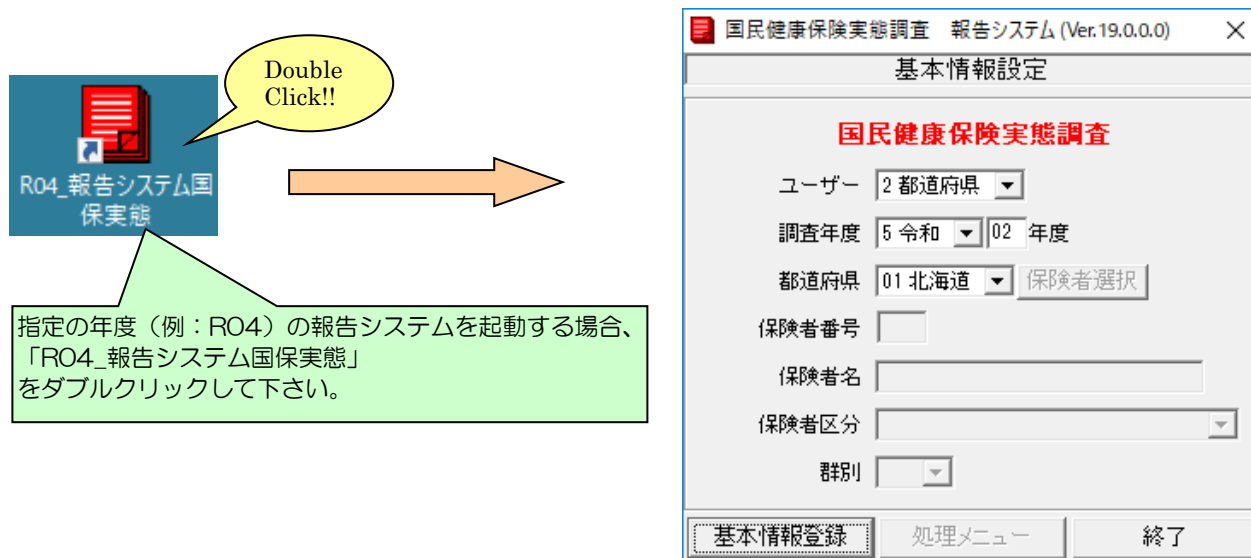 Double
Click!!
R04_報告システム国
保実態
指定の年度（例：R04）の報告システムを起動する場合、
「R04_報告システム国保実態」
をダブルクリックして下さい。
国民健康保険実態調査　報告システム (Ver.19.0.0.0)
基本情報設定
国民健康保険実態調査
ユーザー 2 都道府県
調査年度 5 令和 02 年度
都道府県 01 北海道 保険者選択
保険者番号
保険者名
保険者区分
群別
基本情報登録 処理メニュー 終了